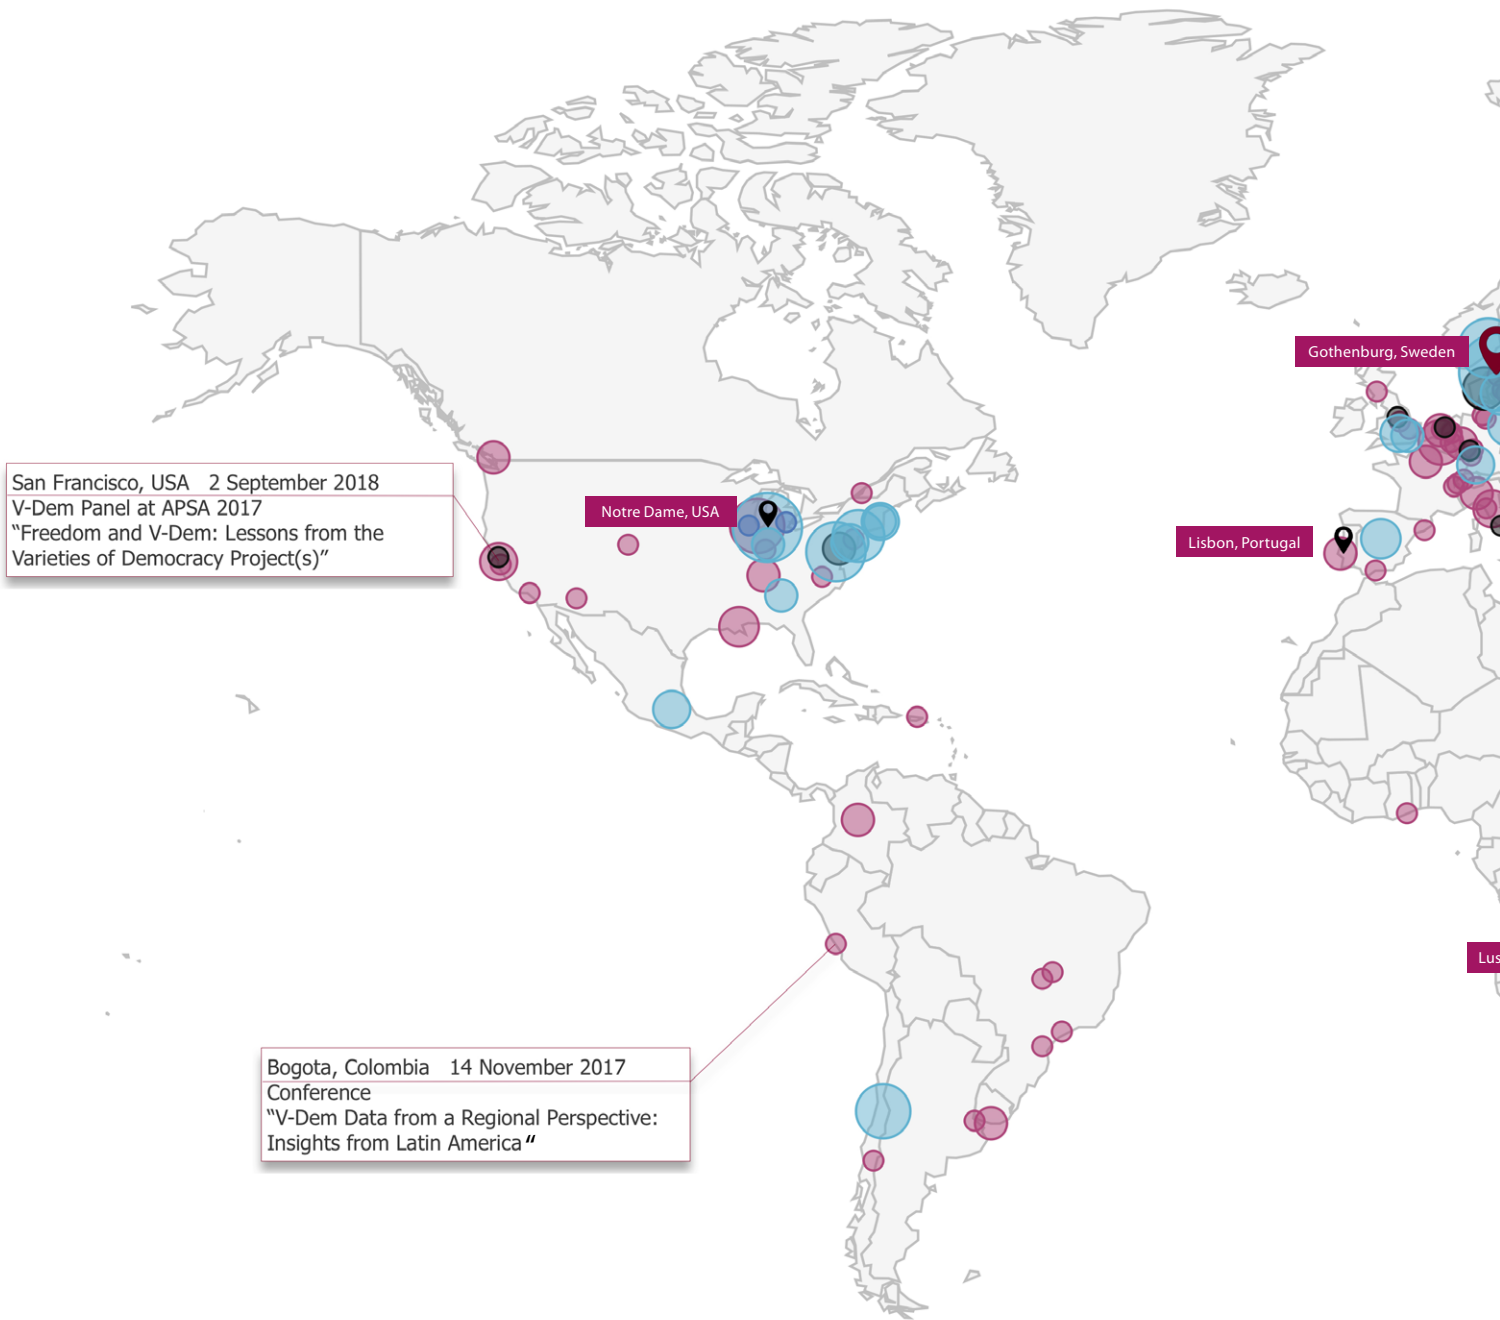 Gothenburg, Sweden
San Francisco, USA 2 September 2018
V-Dem Panel at APSA 2017
“Freedom and V-Dem: Lessons from the
Varieties of Democracy Project(s)”
Notre Dame, USA
Lisbon, Portugal
Lus
Bogota, Colombia 14 November 2017
Conference
“V-Dem Data from a Regional Perspective:
Insights from Latin America“